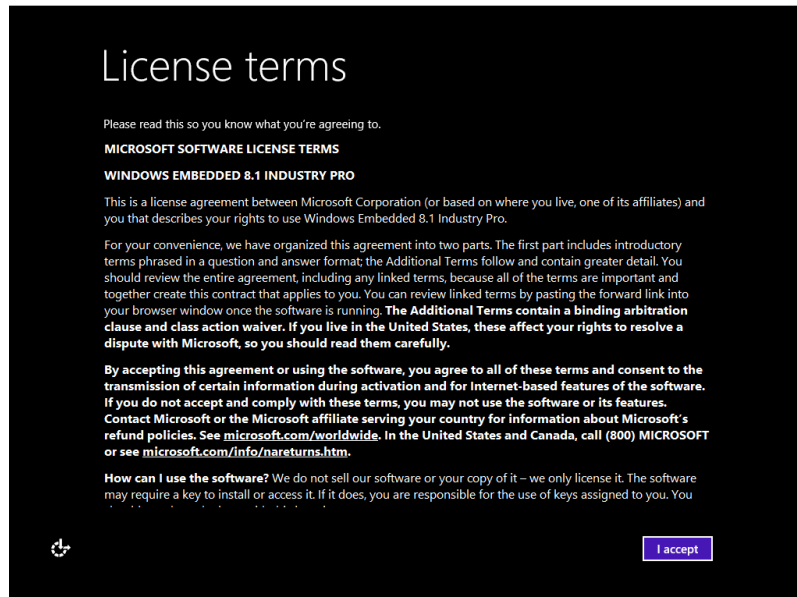 License terms
Please read this so you know what you're agreeing to.
MICROSOFT SOFTWARE LICENSE TERMS
WINDOWS EMBEDDED 8.1 INDUSTRY PRO
This is a license agreement between Microsoft Corporation (or based on where you live, one of its affiliates) and
you that describes your rights to use Windows Embedded 8.1 Industry Pro.
For your convenience, we have organized this agreement into two parts. The first part includes introductory
terms phrased in a question and answer format; the Additional Terms follow and contain greater detail. You
should review the entire agreement, including any linked terms, because all of the terms are important and
together create this contract that applies to you. You can review linked terms by pasting the forward link into
your browser window once the software is running. The Additional Terms contain a binding arbitration
clause and class action waiver. If you live in the United States, these affect your rights to resolve a
dispute with Microsoft, so you should read them carefully.
By accepting this agreement or using the software, you agree to all of these terms and consent to the
transmission of certain information during activation and for Internet-based features of the software.
If you do not accept and comply with these terms, you may not use the software or its features.
Contact Microsoft or the Microsoft affiliate serving your country for information about Microsoft's
refund policies. See microsoft.com/worldwide. In the United States and Canada, call (800) MICROSOFT
or see microsoft.com/info/nareturns.htm.
How can I use the software? We do not sell our software or your copy of it – we only license it. The software
may require a key to install or access it. If it does, you are responsible for the use of keys assigned to you. You
I accept